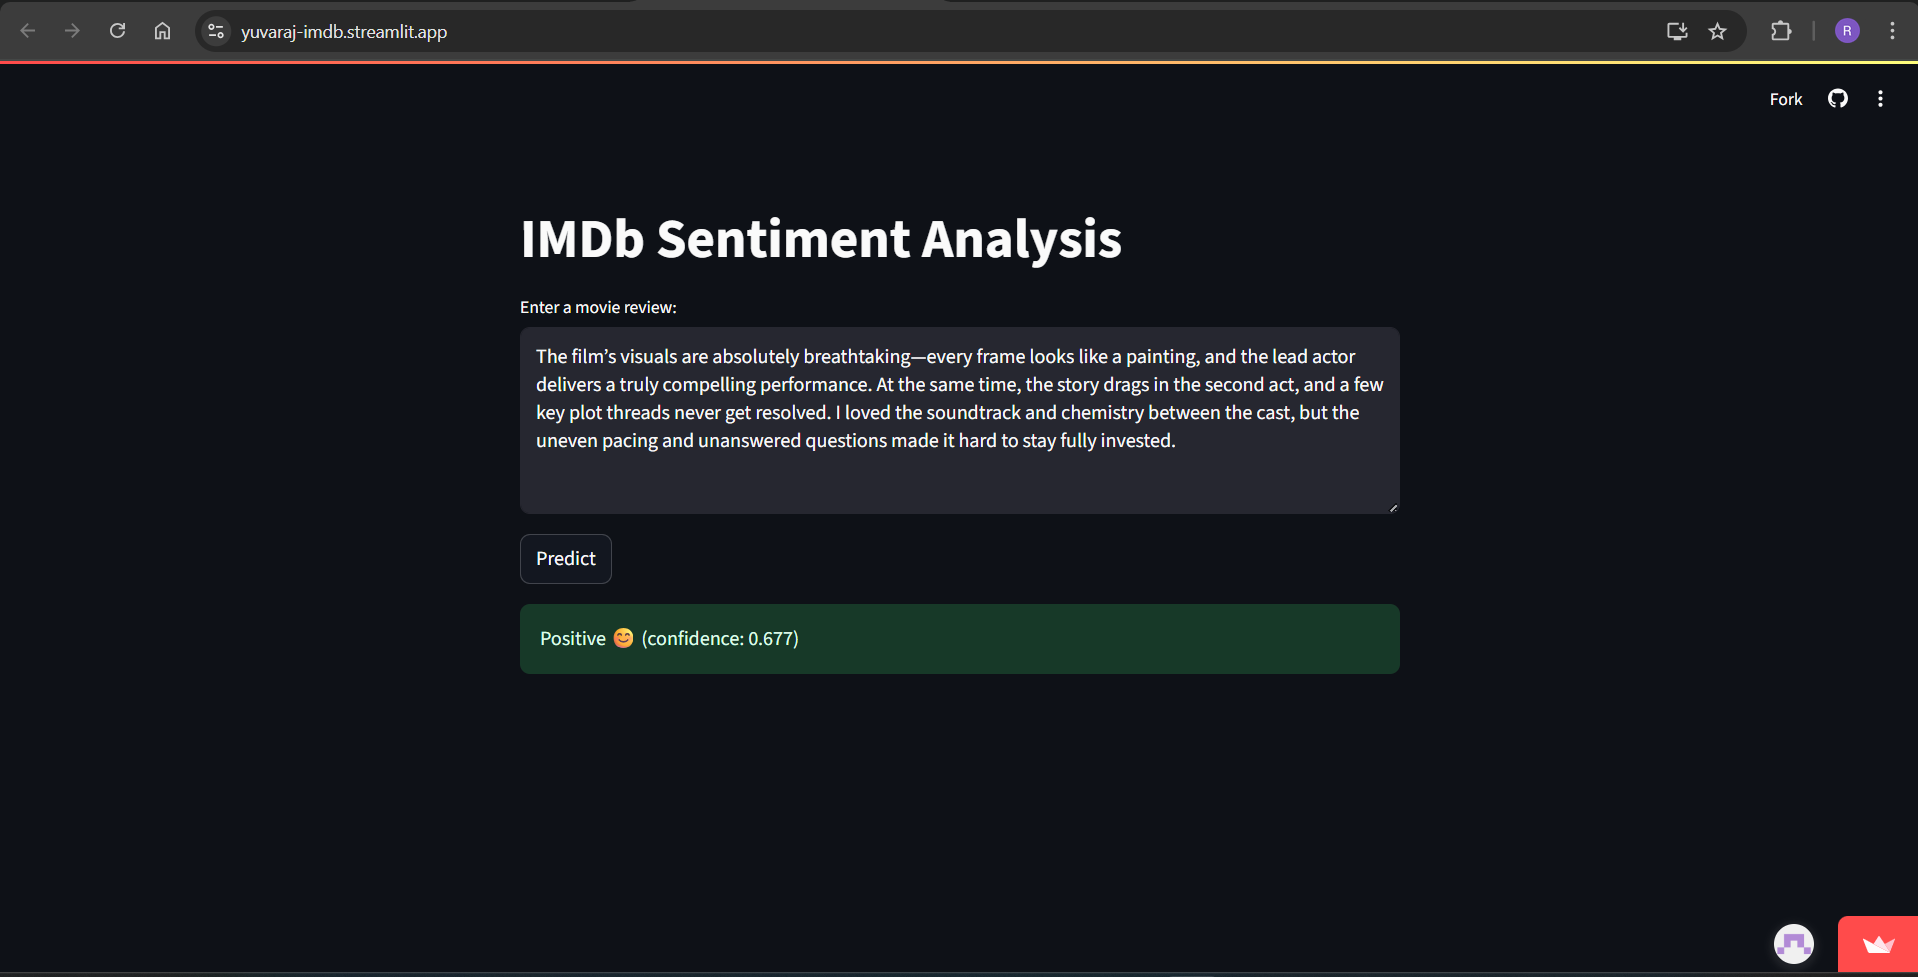 yuvaraj-imdb.streamlit.app
R
Fork
IMDb Sentiment Analysis
Enter a movie review:
The film’s visuals are absolutely breathtaking—every frame looks like a painting, and the lead actor
delivers a truly compelling performance. At the same time, the story drags in the second act, and a few
key plot threads never get resolved. I loved the soundtrack and chemistry between the cast, but the
uneven pacing and unanswered questions made it hard to stay fully invested.
Predict
Positive 😊 (confidence: 0.677)